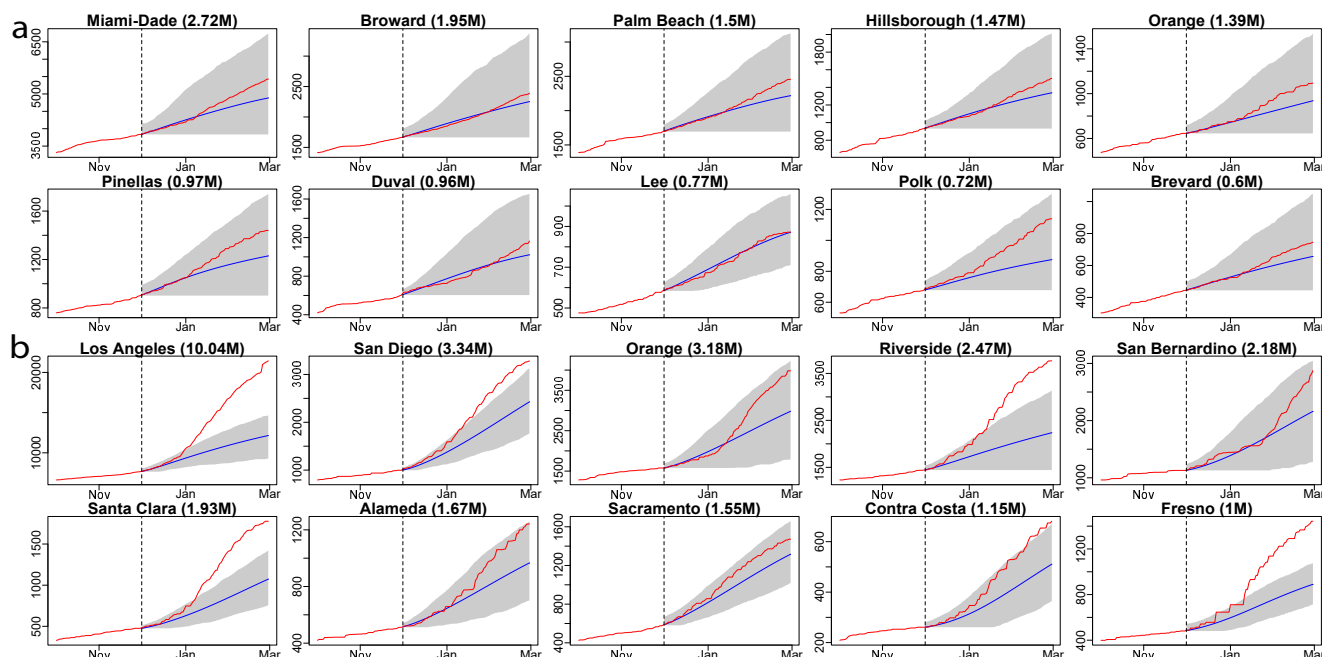 a
Miami-Dade (2.72M) Broward (1.95M) Palm Beach (1.5M) Hillsborough (1.47M) Orange (1.39M)
3500 5000 6500 1500 2500 1500 2500 800 1200 1800 600 1000 1400
Nov Jan Mar Nov Jan Mar Nov Jan Mar Nov Jan Mar Nov Jan Mar
Pinellas (0.97M) Duval (0.96M) Lee (0.77M) Polk (0.72M) Brevard (0.6M)
800 1200 1600 400 600 900 1200 1600 500 700 900 600 800 1200 400 600 800
Nov Jan Mar Nov Jan Mar Nov Jan Mar Nov Jan Mar Nov Jan Mar
b
Los Angeles (10.04M) San Diego (3.34M) Orange (3.18M) Riverside (2.47M) San Bernardino (2.18M)
10000 20000 1000 2000 3000 1500 2500 3500 1500 2500 3500 1000 2000 3000
Nov Jan Mar Nov Jan Mar Nov Jan Mar Nov Jan Mar Nov Jan Mar
Santa Clara (1.93M) Alameda (1.67M) Sacramento (1.55M) Contra Costa (1.15M) Fresno (1M)
500 1000 1500 400 800 1200 400 700 1000 1600 200 400 600 400 800 1400
Nov Jan Mar Nov Jan Mar Nov Jan Mar Nov Jan Mar Nov Jan Mar